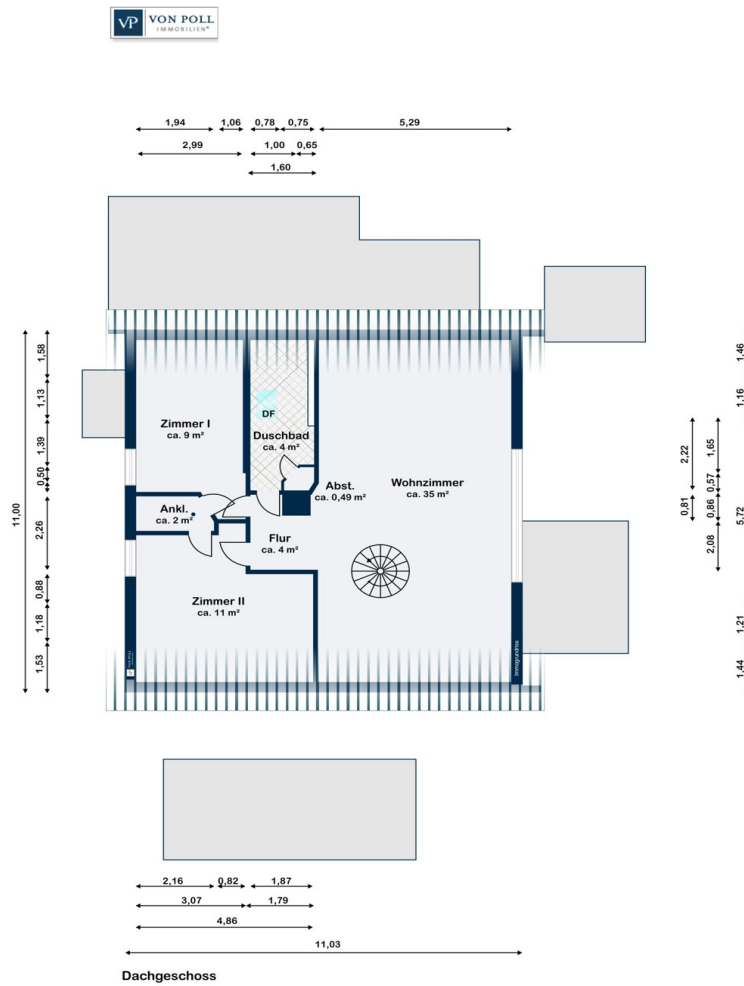 VP VON POLL
IMMOBILIEN®
1,94 1,06 0,78 0,75 5,29
2,99 1,00 0,65
1,60
1,58
1,13
1,39
0,50
2,26
0,88
1,18
1,53
11,00
Zimmer I
ca. 9 m²
DF
Duschbad
ca. 4 m²
Abst.
ca. 0,49 m²
Wohnzimmer
ca. 35 m²
Ankl.
ca. 2 m²
Flur
ca. 4 m²
Zimmer II
ca. 11 m²
VP VON POLL
Immogrundriss
2,22
0,81
1,65
0,57
0,86
2,08
1,46
1,16
5,72
1,21
1,44
2,16 0,82 1,87
3,07 1,79
4,86
11,03
Dachgeschoss